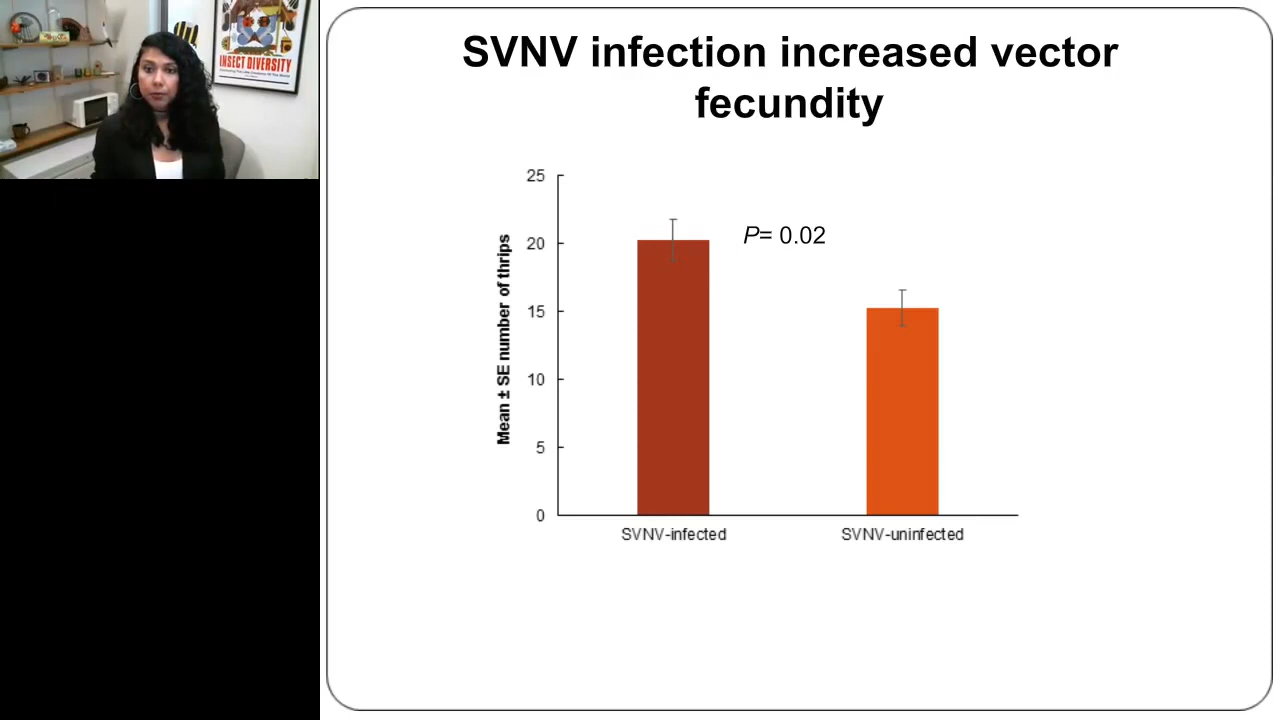 INSECT DIVERSITY
SVNV infection increased vector
fecundity
25
20
15
10
5
0
Mean ± SE number of thrips
P= 0.02
SVNV-infected
SVNV-uninfected